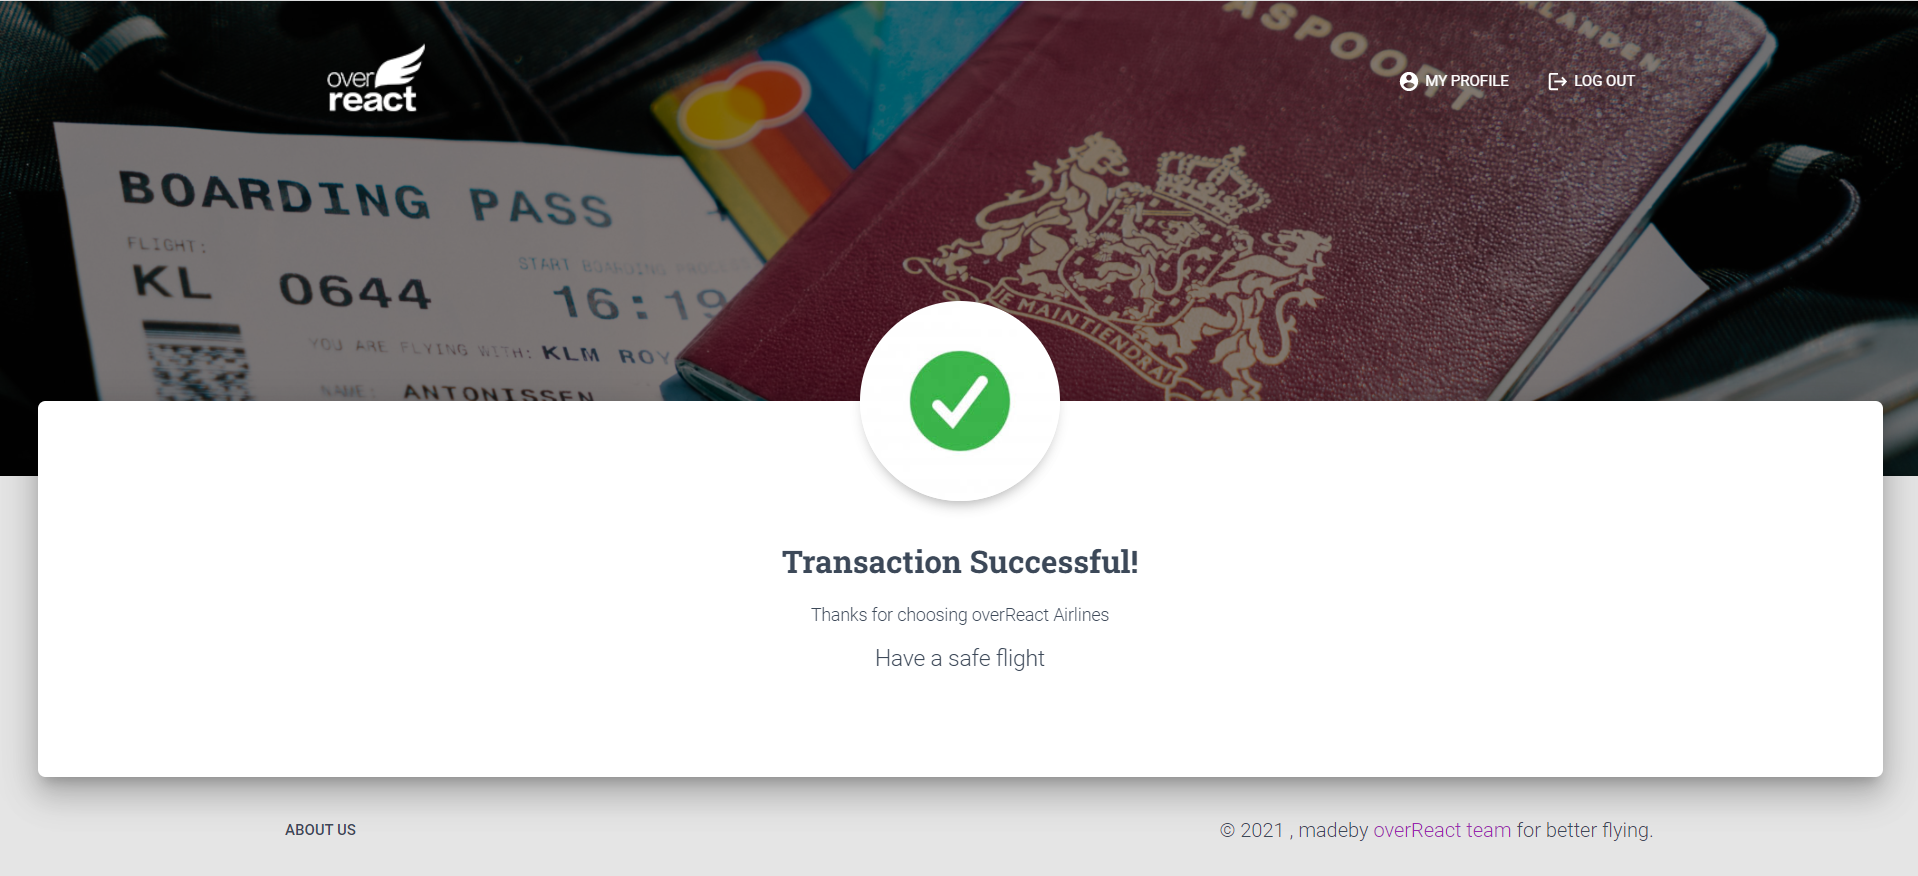 over
react
MY PROFILE
LOG OUT
BOARDING PASS
FLIGHT:
KL 0644
START BOARDING PROCESS
16:19
YOU ARE FLYING WITH: KLM ROY
NAME: ANTONISSEN
ASPOORT
RLANDEN
JE MAINTIENDRAI
Transaction Successful!
Thanks for choosing overReact Airlines
Have a safe flight
ABOUT US
© 2021 , madeby overReact team for better flying.